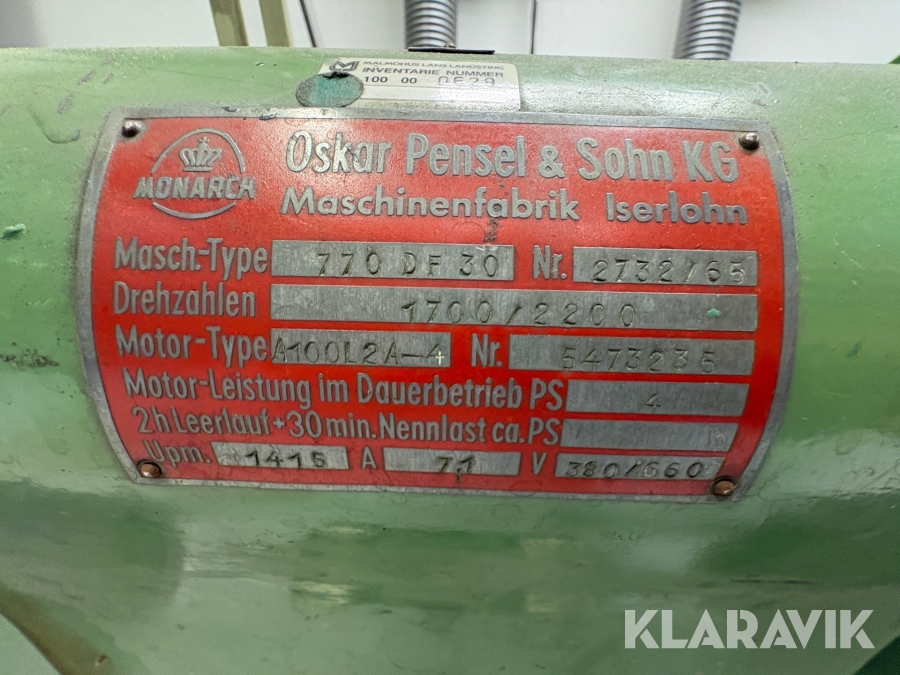 MALMÖHUS LÄNS LANDSTING
INVENTARIE NUMMER
100 00 0629
MONARCH
Oskar Pensel & Sohn KG
Maschinenfabrik Iserlohn
Masch.-Type 770 DF 30 Nr. 2732/65
Drehzahlen 1700/2200
Motor-Type A100L2A-4 Nr. 5473235
Motor-Leistung im Dauerbetrieb PS 4
2h Leerlauf + 30 min. Nennlast ca. PS
Upm. 1415 A 7,1 V 380/660
KLARAVIK